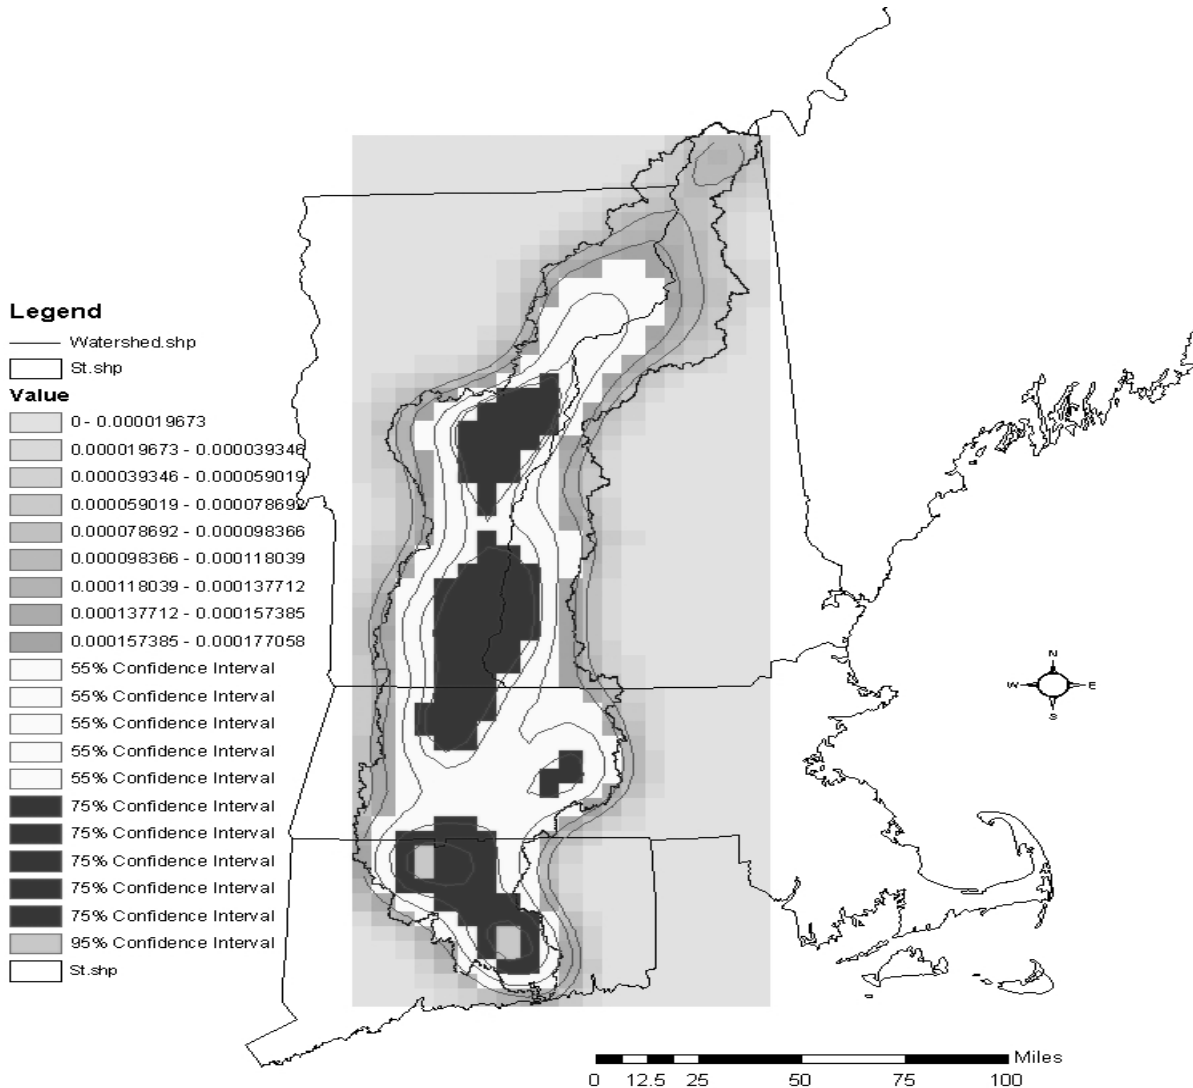 Legend
Watershed.shp
St.shp
Value
0 - 0.000019673
0.000019673 - 0.000039346
0.000039346 - 0.000059019
0.000059019 - 0.000078692
0.000078692 - 0.000098366
0.000098366 - 0.000118039
0.000118039 - 0.000137712
0.000137712 - 0.000157385
0.000157385 - 0.000177058
55% Confidence Interval
55% Confidence Interval
55% Confidence Interval
55% Confidence Interval
55% Confidence Interval
75% Confidence Interval
75% Confidence Interval
75% Confidence Interval
75% Confidence Interval
75% Confidence Interval
95% Confidence Interval
St.shp
N
W E
S
Miles
0 12.5 25 50 75 100